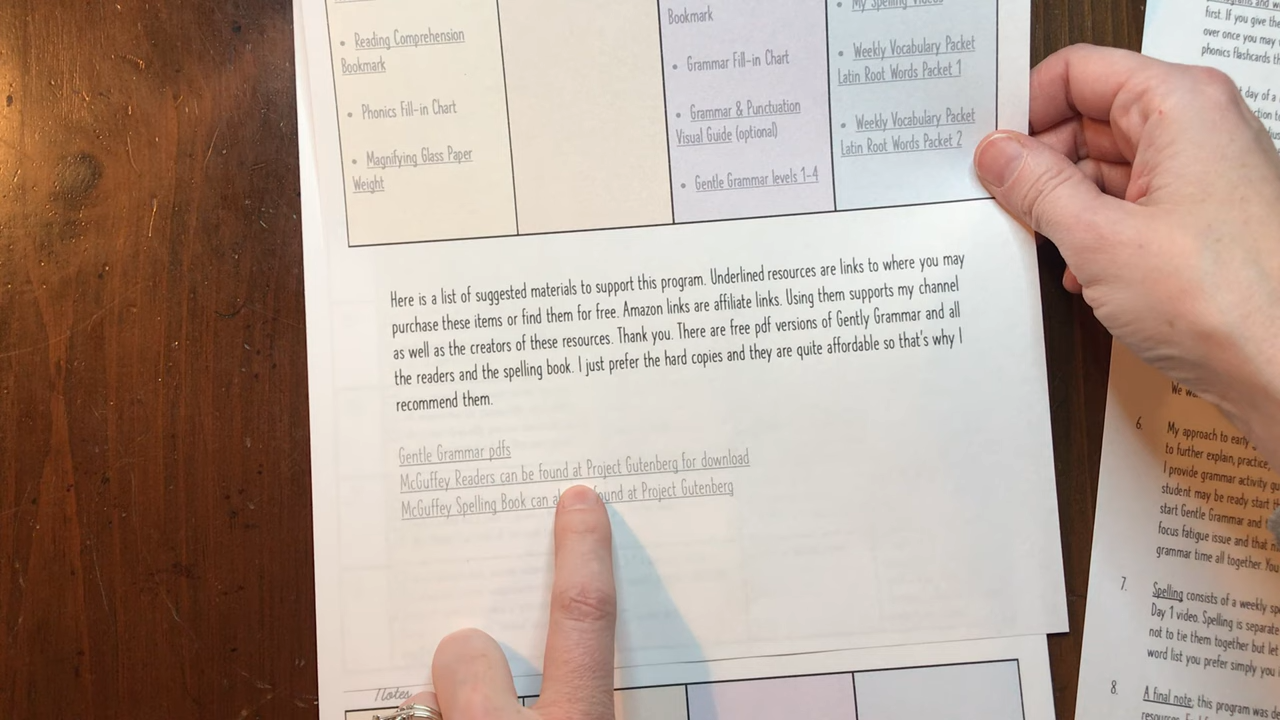 • Reading Comprehension
Bookmark
• Phonics Fill-in Chart
• Magnifying Glass Paper
Weight
Bookmark
• Grammar Fill-in Chart
• Grammar & Punctuation
Visual Guide (optional)
• Gentle Grammar levels 1-4
• My Spelling Videos
• Weekly Vocabulary Packet
Latin Root Words Packet 1
• Weekly Vocabulary Packet
Latin Root Words Packet 2
Here is a list of suggested materials to support this program. Underlined resources are links to where you may
purchase these items or find them for free. Amazon links are affiliate links. Using them supports my channel
as well as the creators of these resources. Thank you. There are free pdf versions of Gently Grammar and all
the readers and the spelling book. I just prefer the hard copies and they are quite affordable so that's why I
recommend them.
Gentle Grammar pdfs
McGuffey Readers can be found at Project Gutenberg for download
McGuffey Spelling Book can found at Project Gutenberg
Notes
first. If you give the
over once you may
phonics flashcards
day of a
We
6. My approach to early
to further explain, practice,
I provide grammar activity
student may be ready start
start Gentle Grammar and
focus fatigue issue and that
grammar time all together. You
7. Spelling consists of a weekly
Day 1 video. Spelling is separate
not to tie them together but let
word list you prefer simply you
8. A final note, this program was